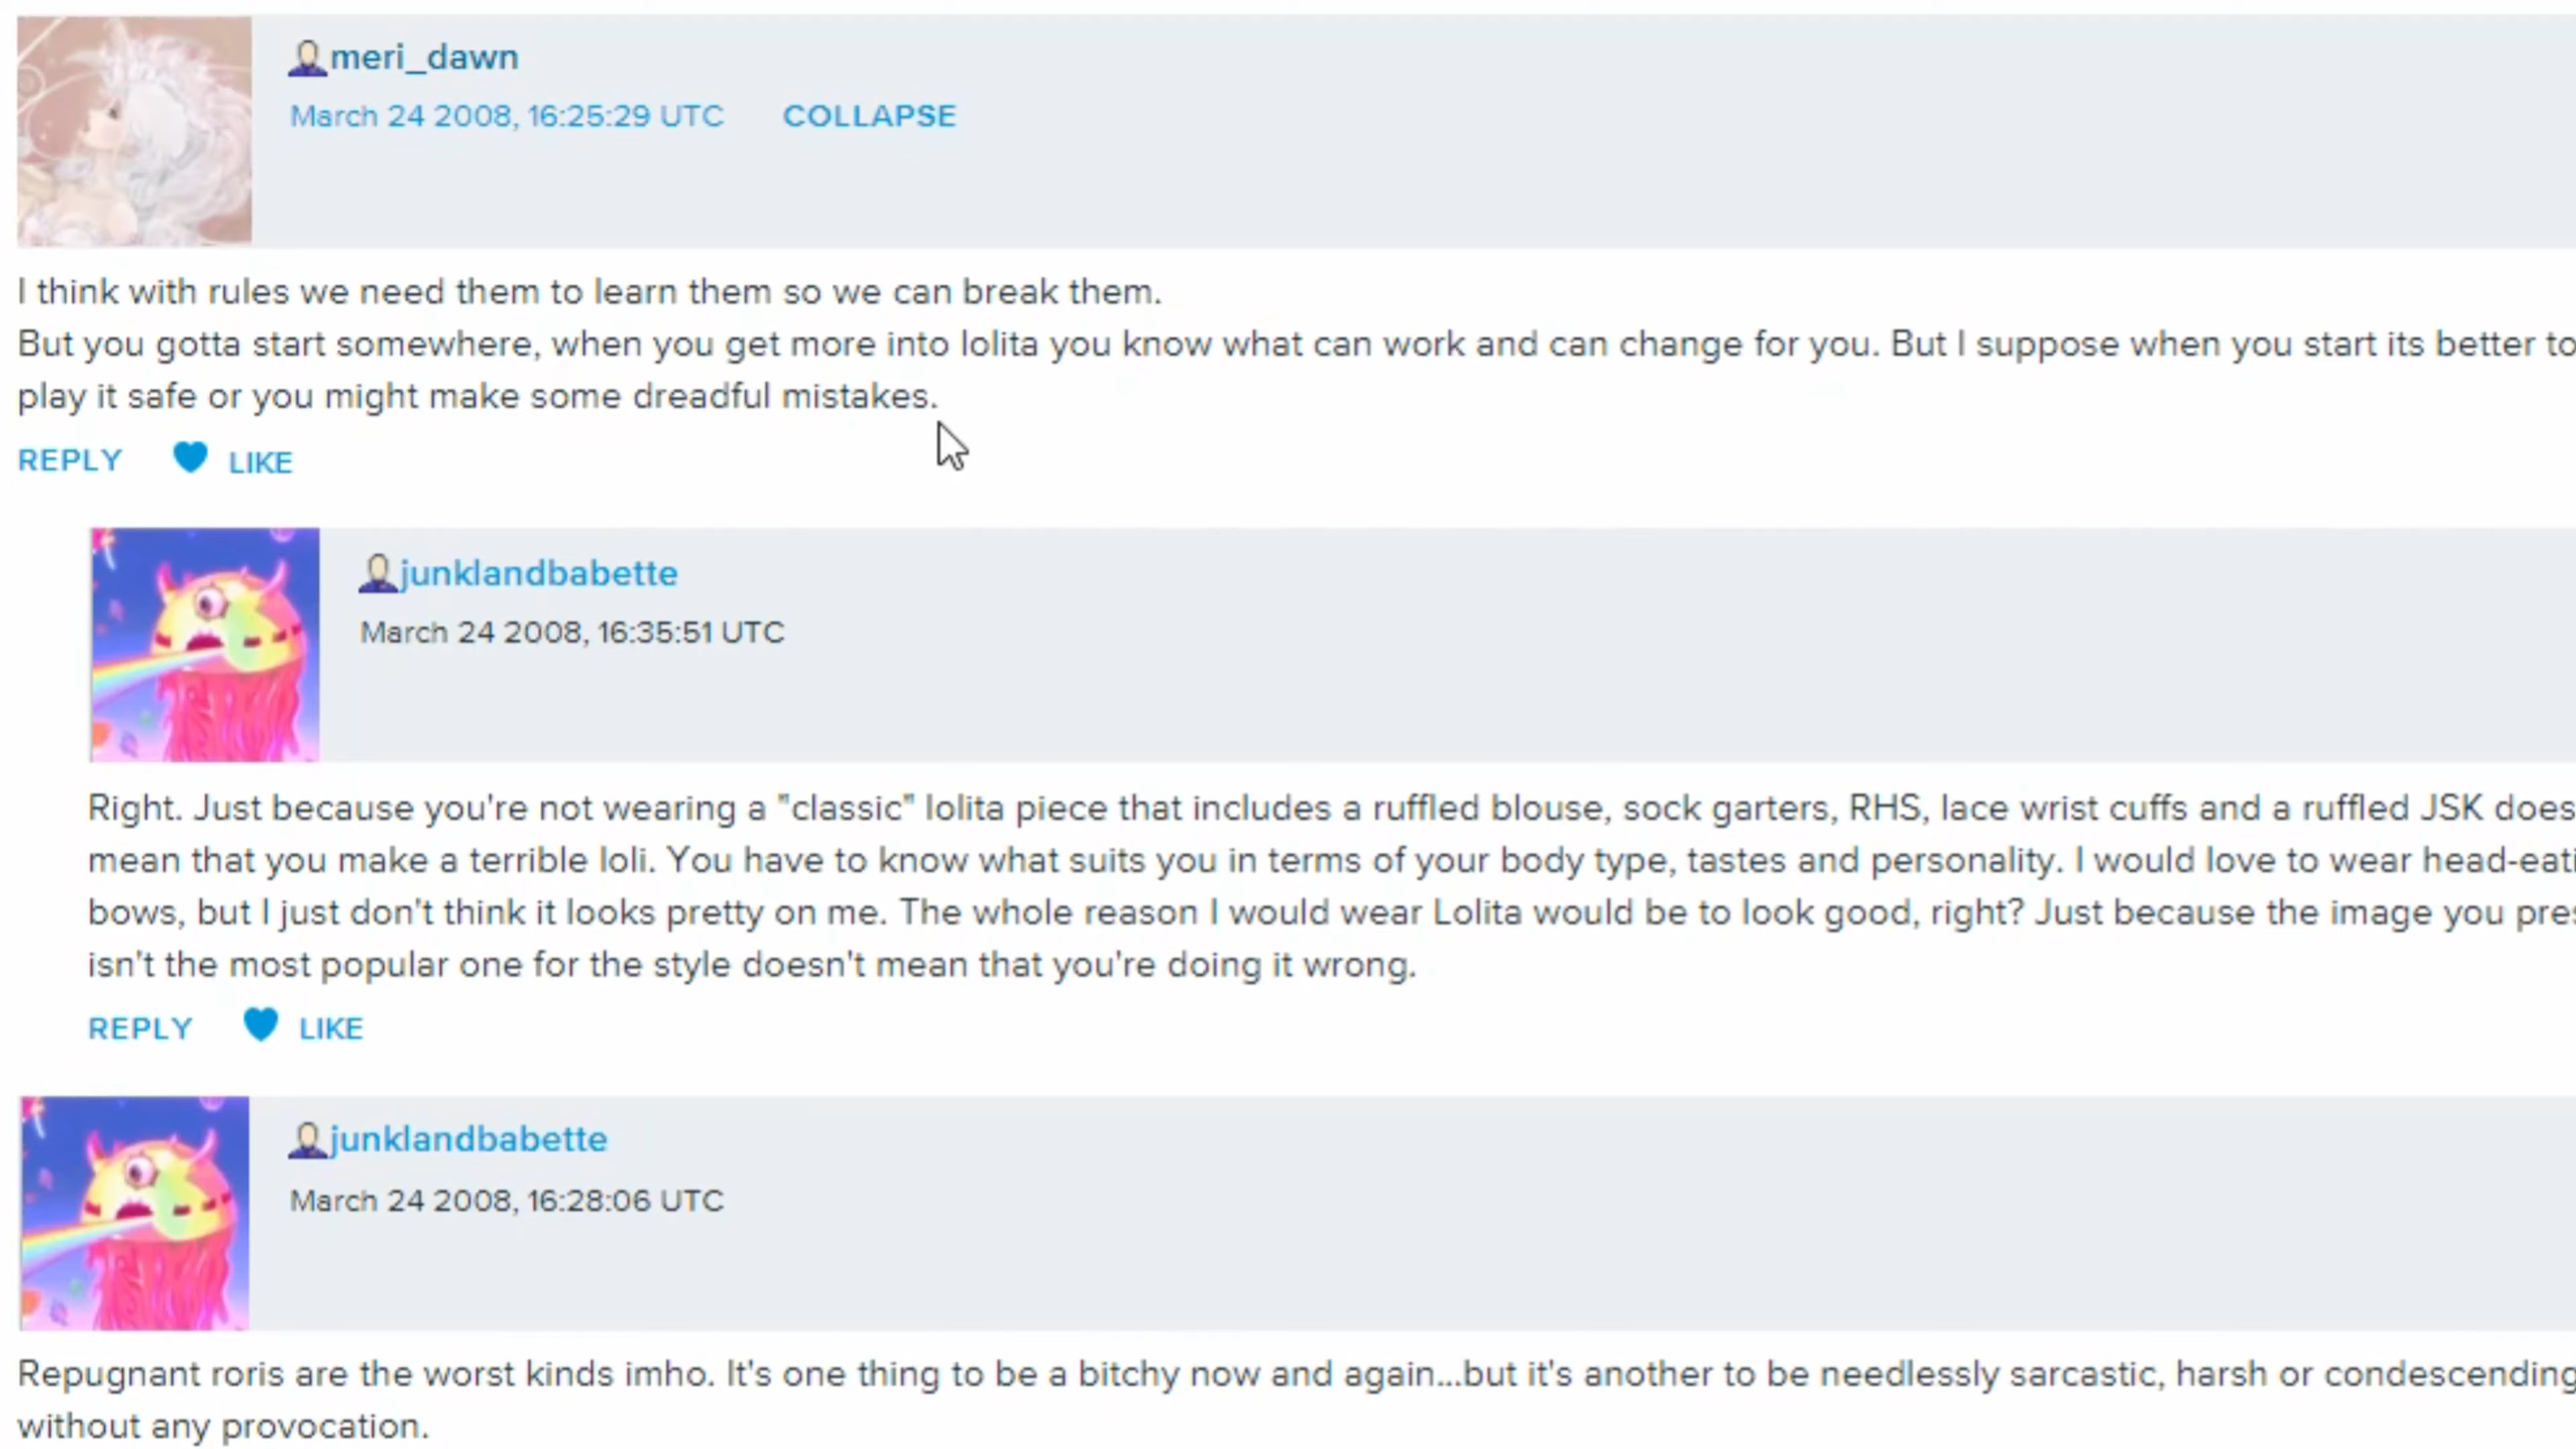 meri_dawn
March 24 2008, 16:25:29 UTC COLLAPSE
I think with rules we need them to learn them so we can break them.
But you gotta start somewhere, when you get more into lolita you know what can work and can change for you. But I suppose when you start its better to
play it safe or you might make some dreadful mistakes.
REPLY LIKE
junklandbabette
March 24 2008, 16:35:51 UTC
Right. Just because you're not wearing a "classic" lolita piece that includes a ruffled blouse, sock garters, RHS, lace wrist cuffs and a ruffled JSK does
mean that you make a terrible loli. You have to know what suits you in terms of your body type, tastes and personality. I would love to wear
bows, but I just don't think it looks pretty on me. The whole reason I would wear Lolita would be to look good, right? Just because the image you
isn't the most popular one for the style doesn't mean that you're doing it wrong.
REPLY LIKE
junklandbabette
March 24 2008, 16:28:06 UTC
Repugnant roris are the worst kinds imho. It's one thing to be a bitchy now and again...but it's another to be needlessly sarcastic, harsh or condescending
without any provocation.